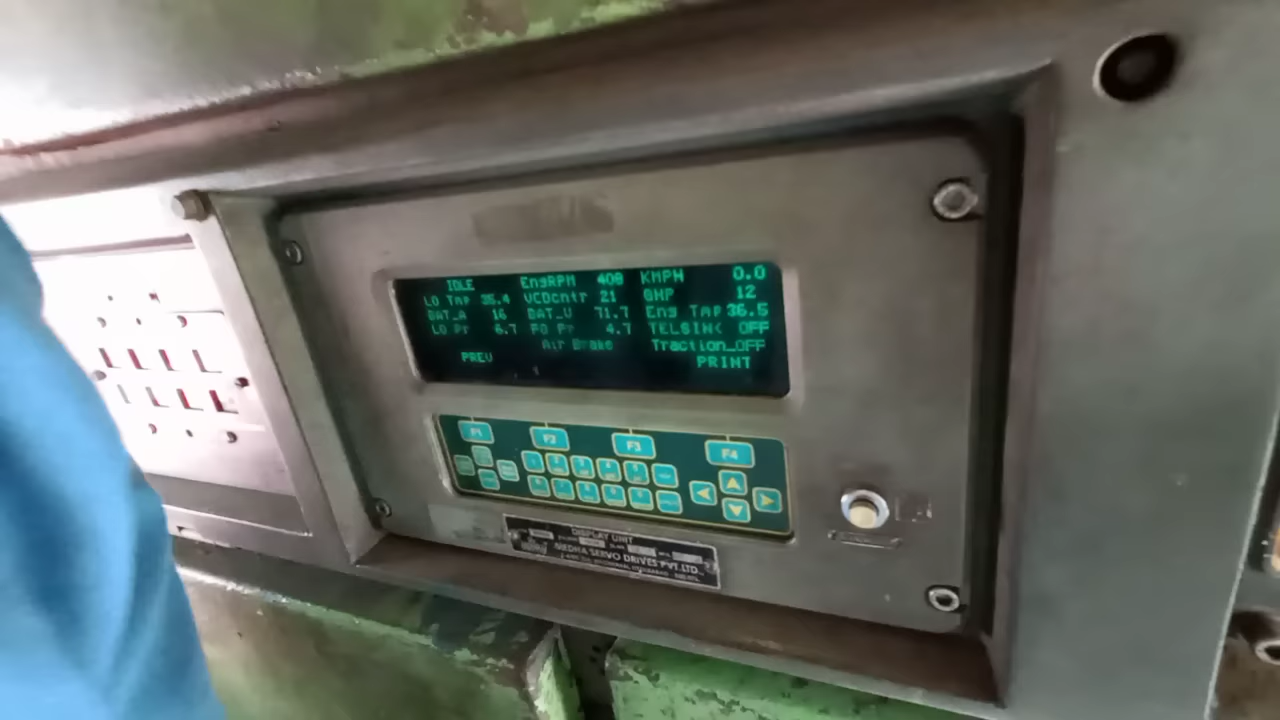 IDLE EngRPM 408 KMPH 0.0
LO Tmp 35.4 VCDcntr 21 GHP 12
BAT_A 16 BAT_V 71.7 Eng Tmp 36.5
LO Pr 6.7 FO Pr 4.7 TELSIN< OFF
Air Brake Traction_OFF
PREV PRINT
F1 F2 F3 F4
DISPLAY UNIT
MEDHA SERVO DRIVES PVT.LTD.,